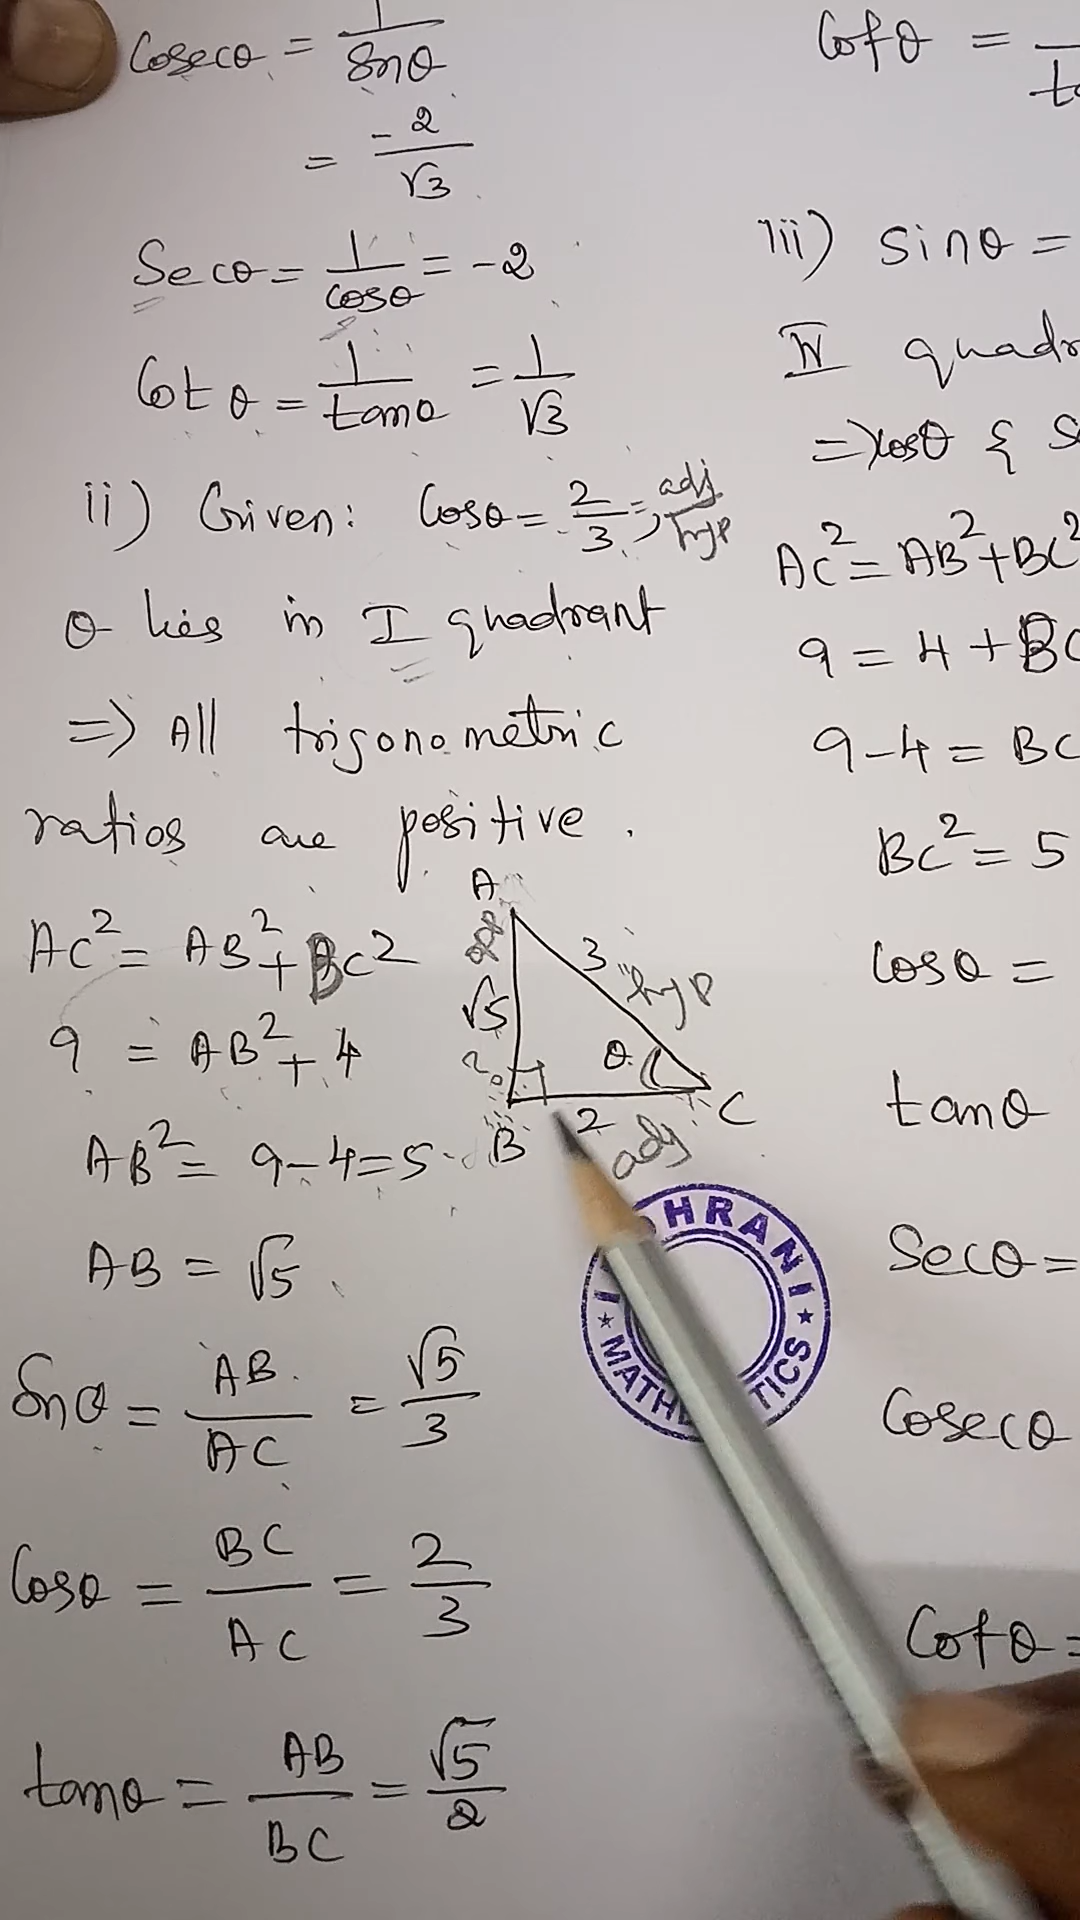 Cosecθ = 1/Sinθ
= -2/√3
Secθ = 1/cosθ = -2
Cot θ = 1/tanθ = 1/√3
ii) Given: Cosθ = 2/3 = adj/hyp
θ lies in I quadrant
=> All trigonometric
ratios are positive.
AC² = AB² + BC²
9 = AB² + 4
AB² = 9-4=5
AB = √5
Sinθ = AB/AC = √5/3
Cosθ = BC/AC = 2/3
tanθ = AB/BC = √5/2
A
√5
3
hyp
θ
B
2
adj
C
HRANI
MATH
TICS
Cotθ =
iii) sinθ =
IV quadr
=> cosθ & S
AC² = AB² + BC²
9 = 4 + BC
9-4 = BC
BC² = 5
Cosθ =
tanθ
Secθ =
Cosecθ
Cotθ =